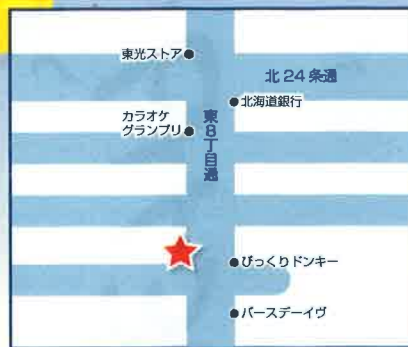 東光ストア
北24条通
北海道銀行
カラオケ
グランプリ
東8丁目通
びっくりドンキー
バースデーイヴ